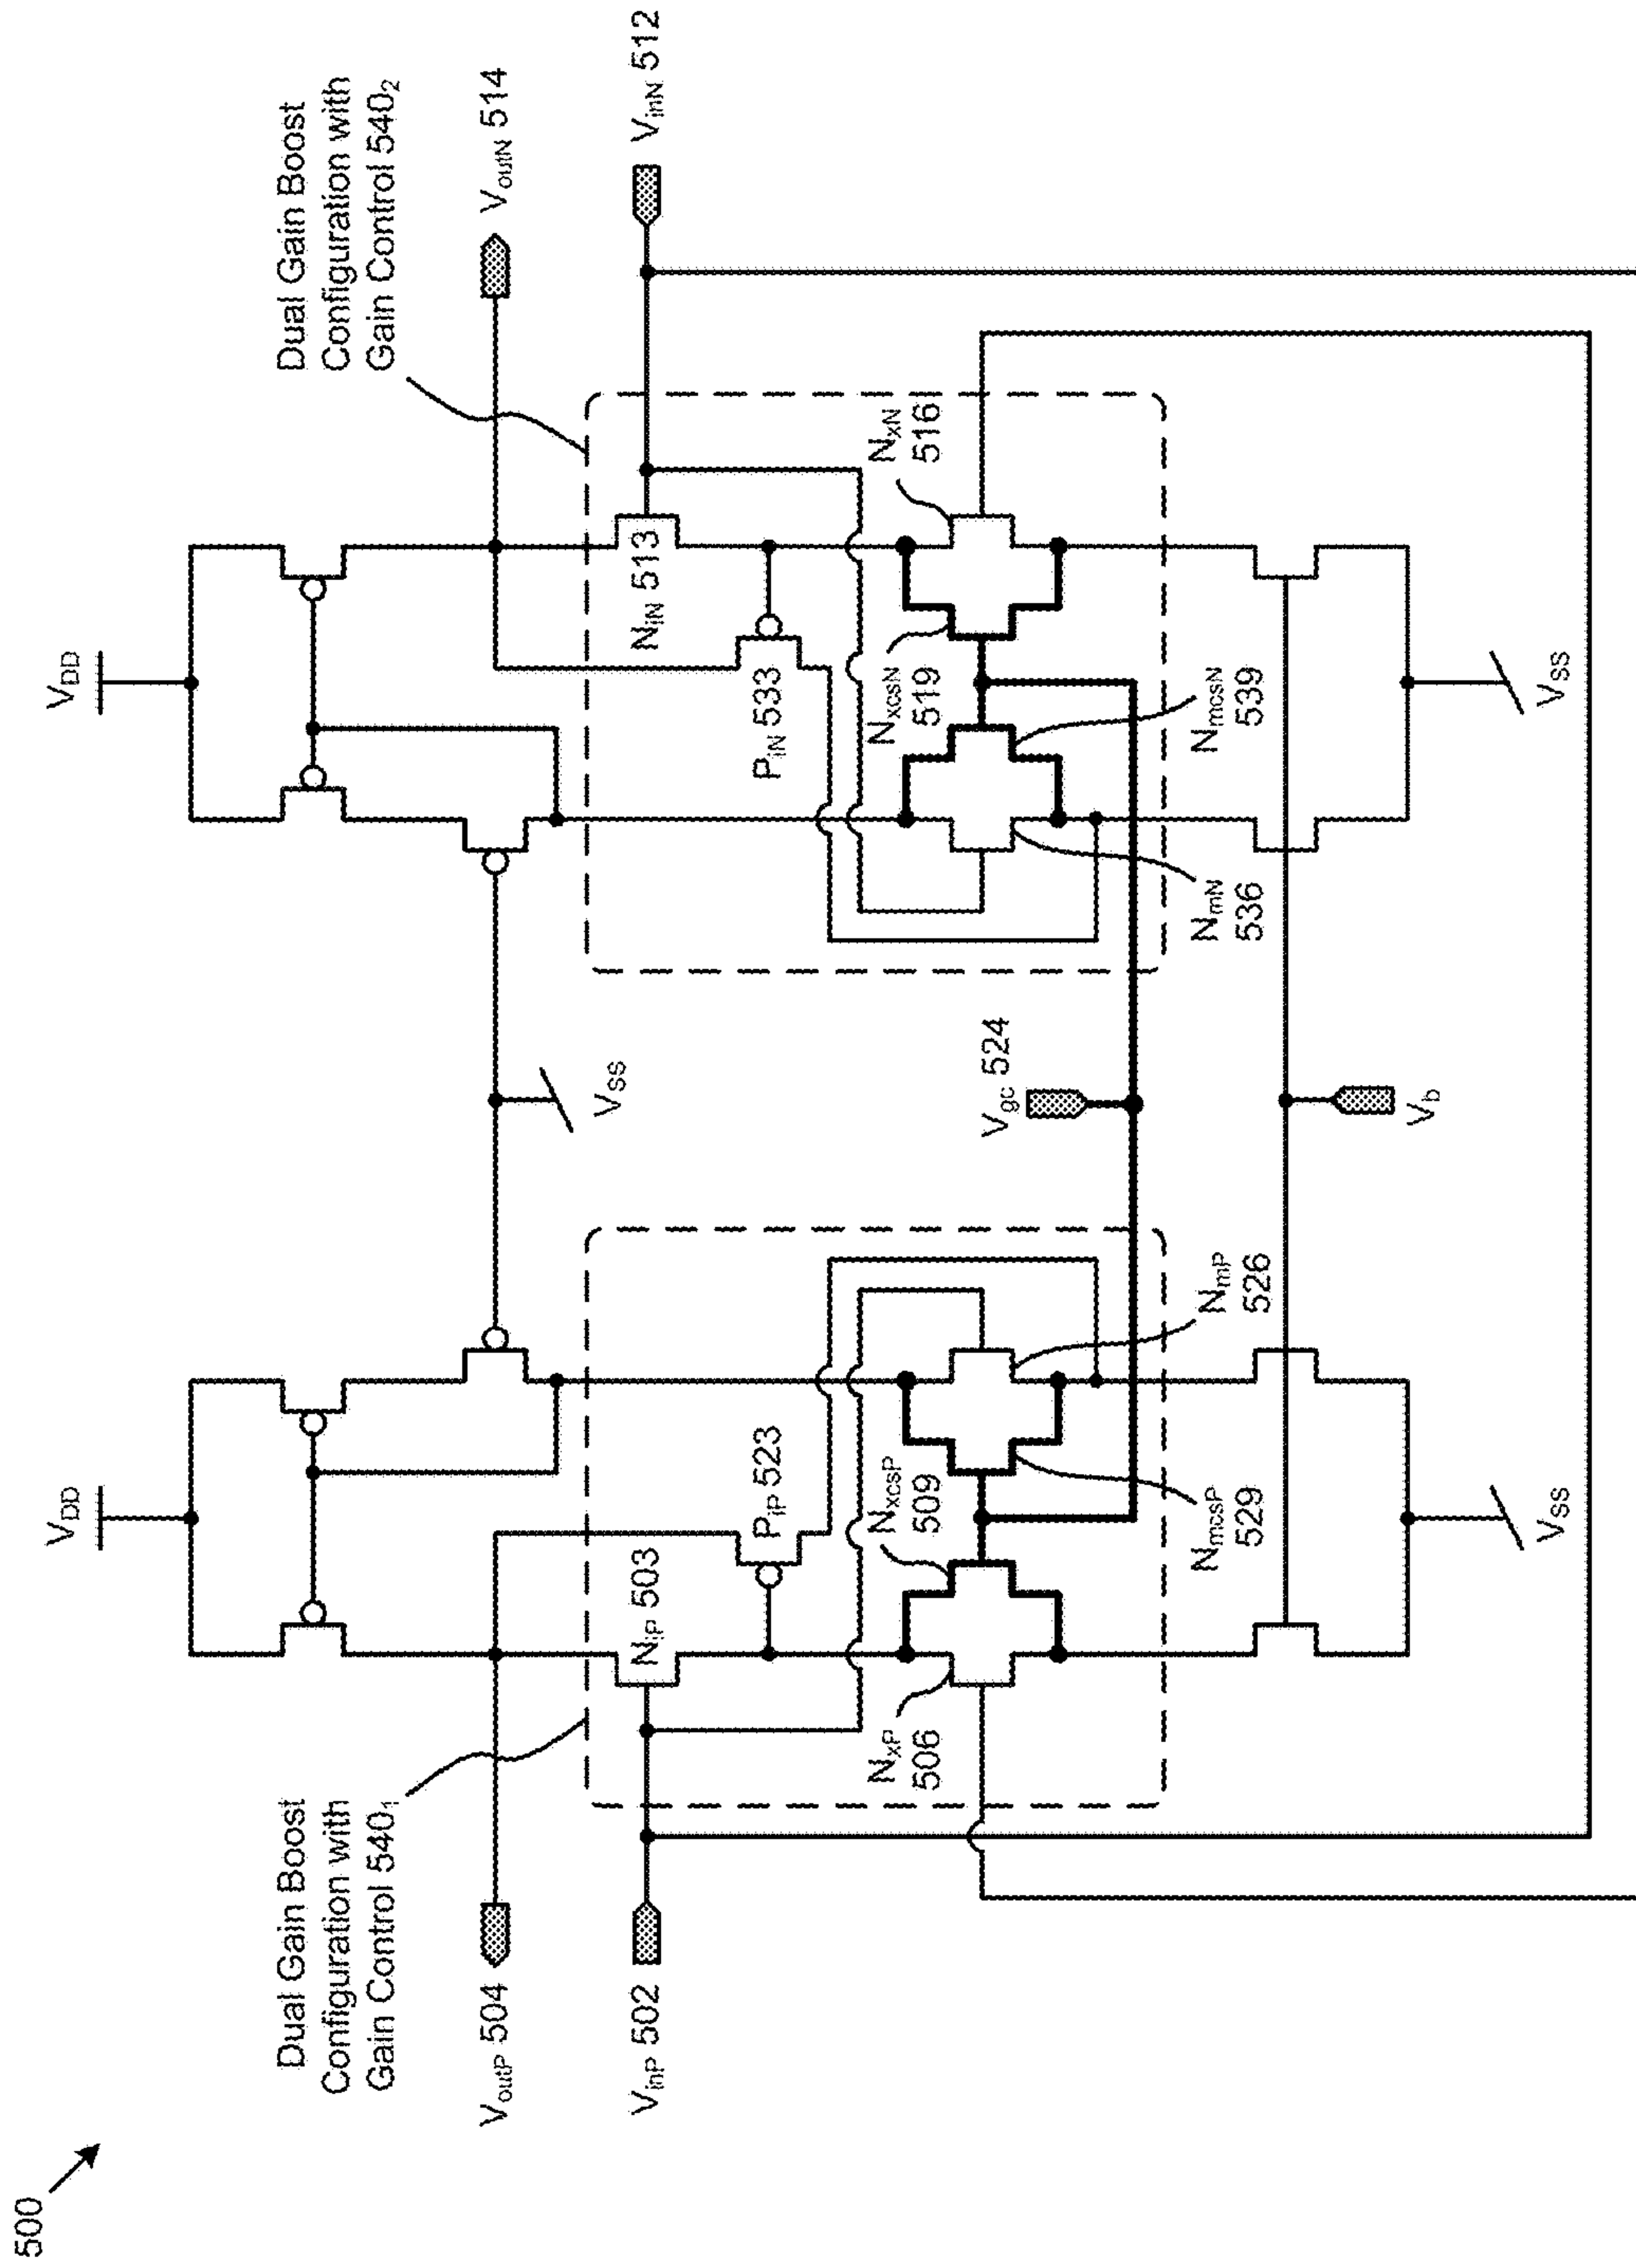 500
V_DD
V_DD
Dual Gain Boost
Configuration with
Gain Control 540₁
Dual Gain Boost
Configuration with
Gain Control 540₂
V_outP 504
V_outN 514
V_SS
V_inP 502
V_inN 512
N_iP 503
N_iN 513
P_iP 523
P_iN 533
N_xP
506
N_xcsP
509
N_xcsN
519
N_xN
516
V_gc 524
N_mcsP
529
N_mP
526
N_mN
536
N_mcsN
539
V_b
V_SS
V_SS